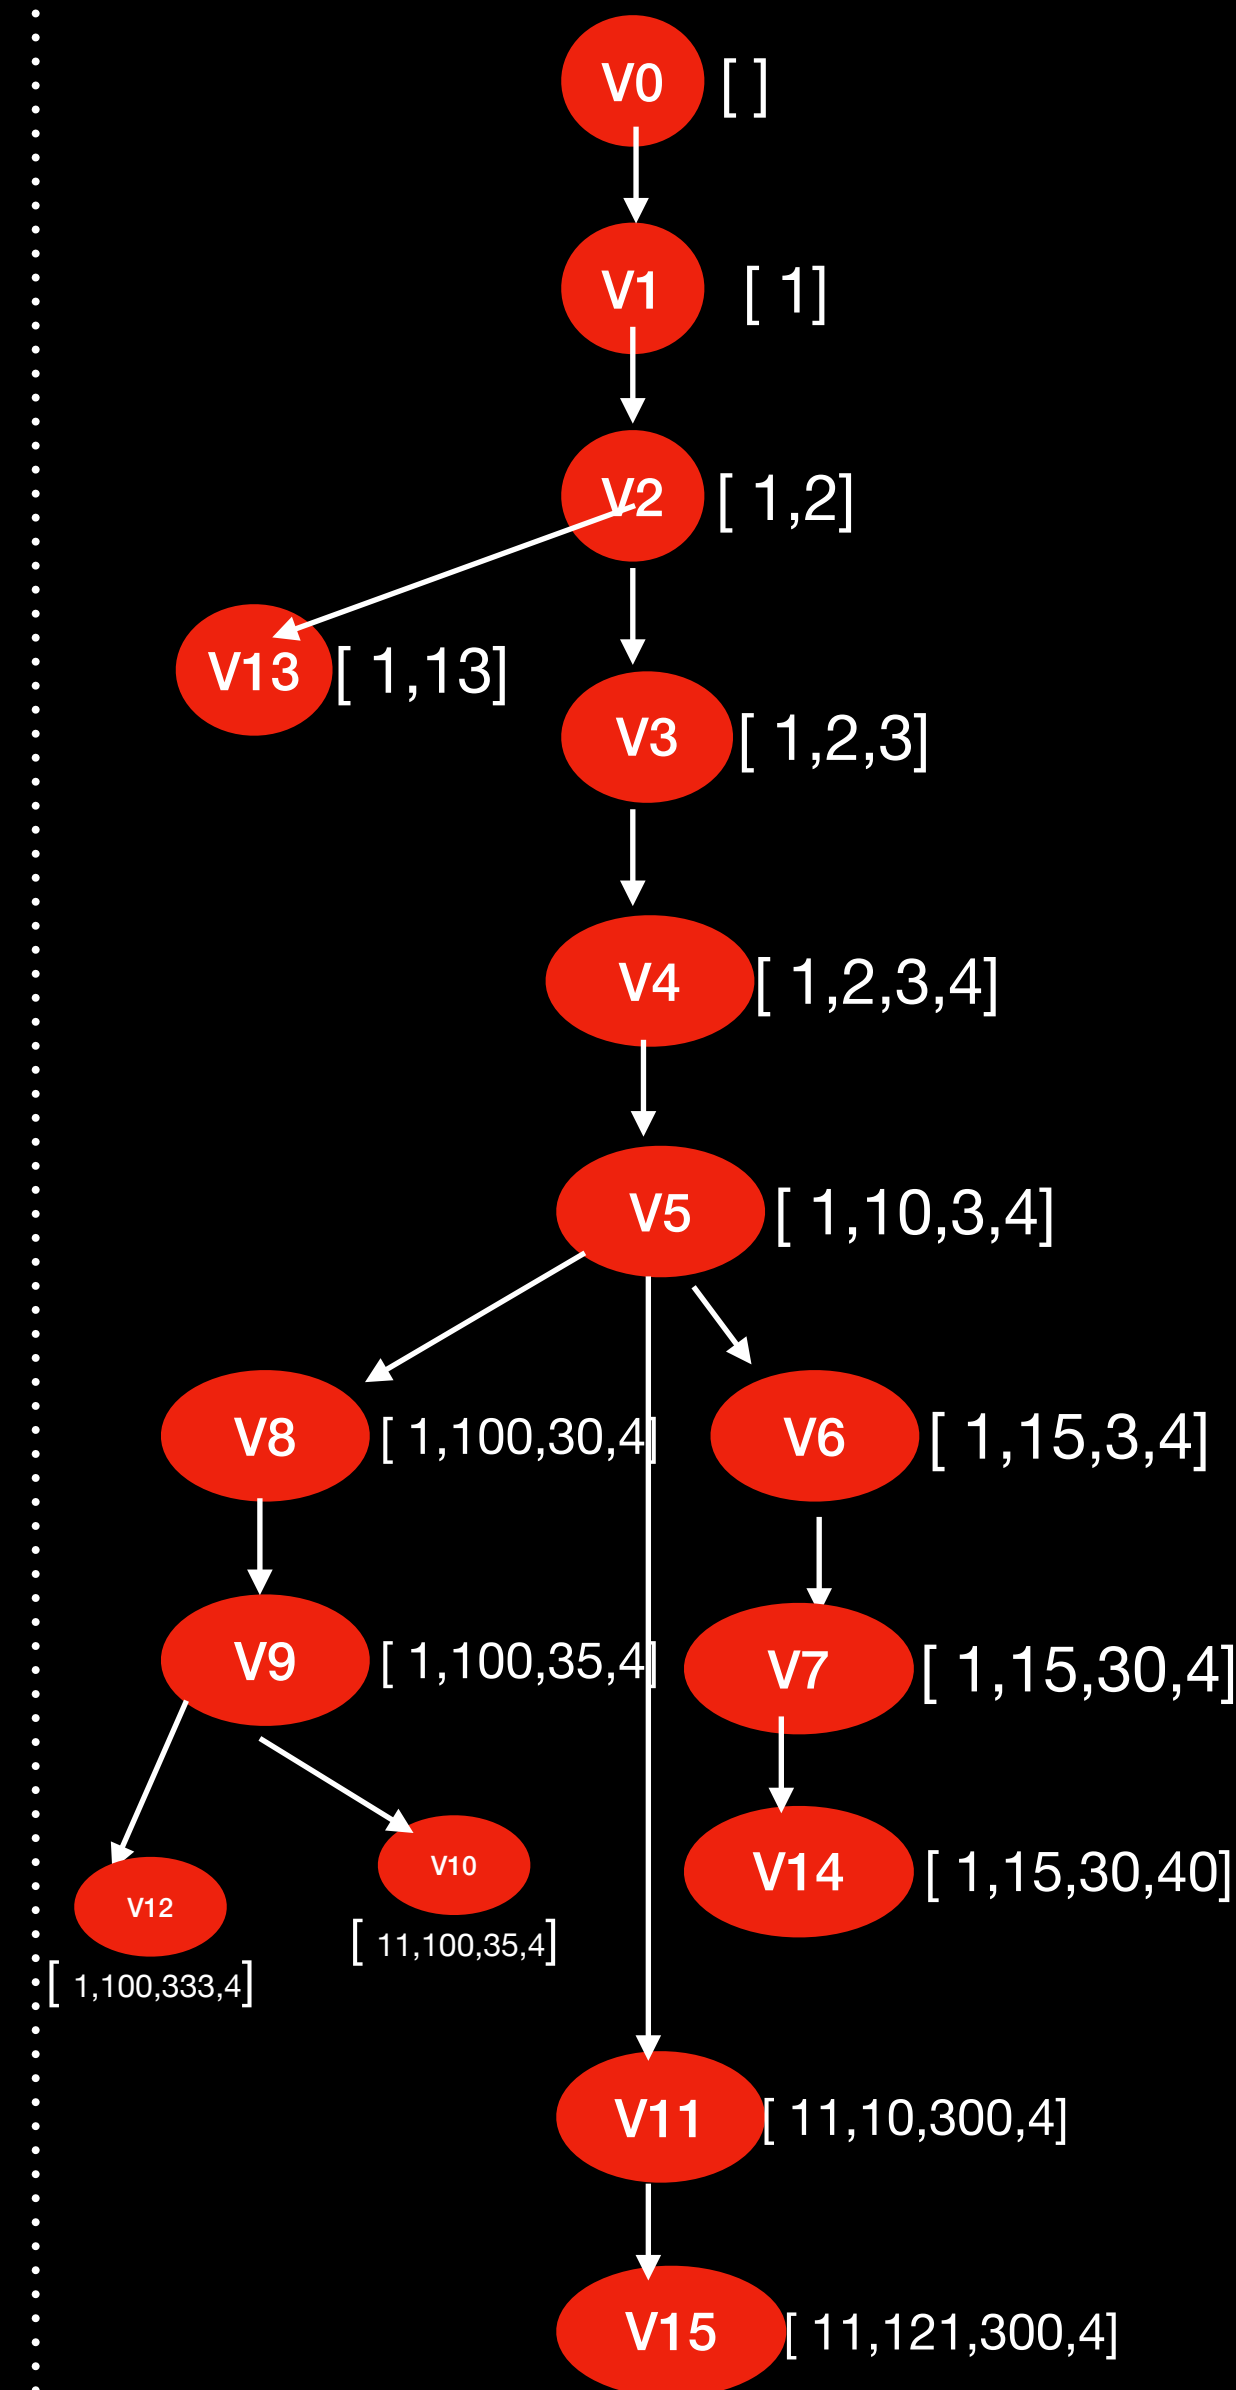 V0 [ ]
V1 [ 1]
V2 [ 1,2]
V13 [ 1,13]
V3 [ 1,2,3]
V4 [ 1,2,3,4]
V5 [ 1,10,3,4]
V8 [ 1,100,30,4]
V6 [ 1,15,3,4]
V9 [ 1,100,35,4]
V7 [ 1,15,30,4]
V10
[ 11,100,35,4]
V14 [ 1,15,30,40]
V12
[ 1,100,333,4]
V11 [ 11,10,300,4]
V15 [ 11,121,300,4]